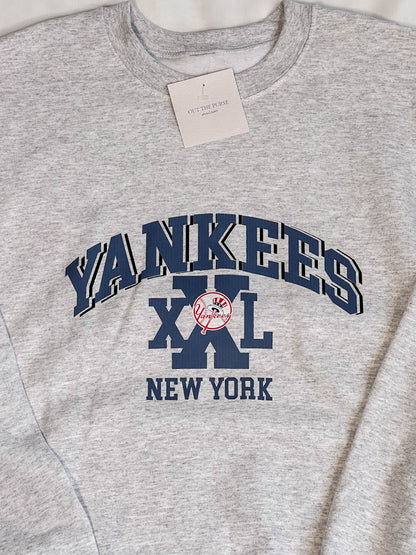 OUT THE PURSE
YANKEES
XXL
Yankees
NEW YORK